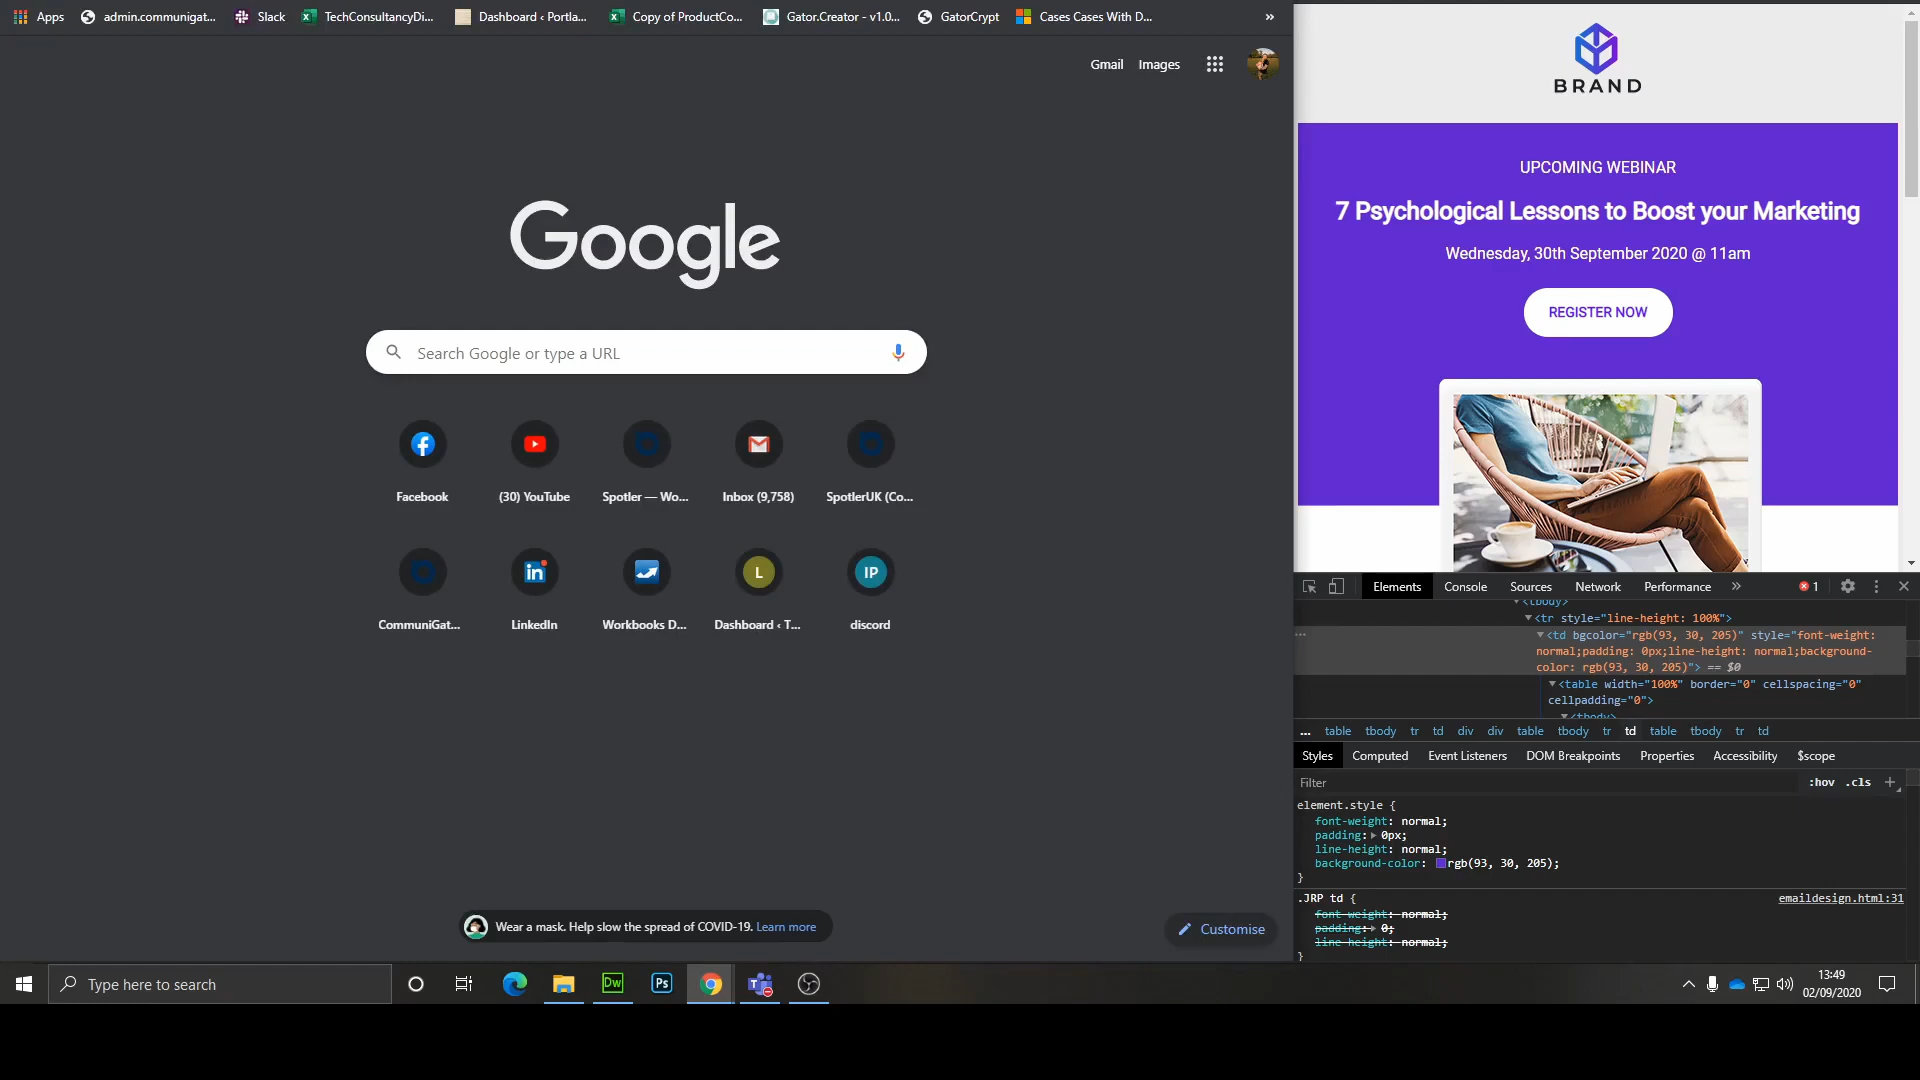 Apps admin.communigat... Slack TechConsultancyDi... Dashboard ‹ Portla... Copy of ProductCo... Gator.Creator - v1.0... GatorCrypt Cases Cases With D... »
Gmail Images
Google
Search Google or type a URL
Facebook (30) YouTube Spotler — Wo... Inbox (9,758) SpotlerUK (Co...
L IP
CommuniGat... LinkedIn Workbooks D... Dashboard ‹ T... discord
Wear a mask. Help slow the spread of COVID-19. Learn more
Customise
BRAND
UPCOMING WEBINAR
7 Psychological Lessons to Boost your Marketing
Wednesday, 30th September 2020 @ 11am
REGISTER NOW
Elements Console Sources Network Performance » 1
<tbody>
<tr style="line-height: 100%">
... <td bgcolor="rgb(93, 30, 205)" style="font-weight:
normal;padding: 0px;line-height: normal;background-
color: rgb(93, 30, 205)"> == $0
<table width="100%" border="0" cellspacing="0"
cellpadding="0">
<tbody>
... table tbody tr td div div table tbody tr td table tbody tr td
Styles Computed Event Listeners DOM Breakpoints Properties Accessibility $scope
Filter :hov .cls +
element.style {
font-weight: normal;
padding: 0px;
line-height: normal;
background-color: rgb(93, 30, 205);
}
.JRP td { emaildesign.html:31
font-weight: normal;
padding: 0;
line-height: normal;
}
Type here to search
Dw Ps
13:49
02/09/2020